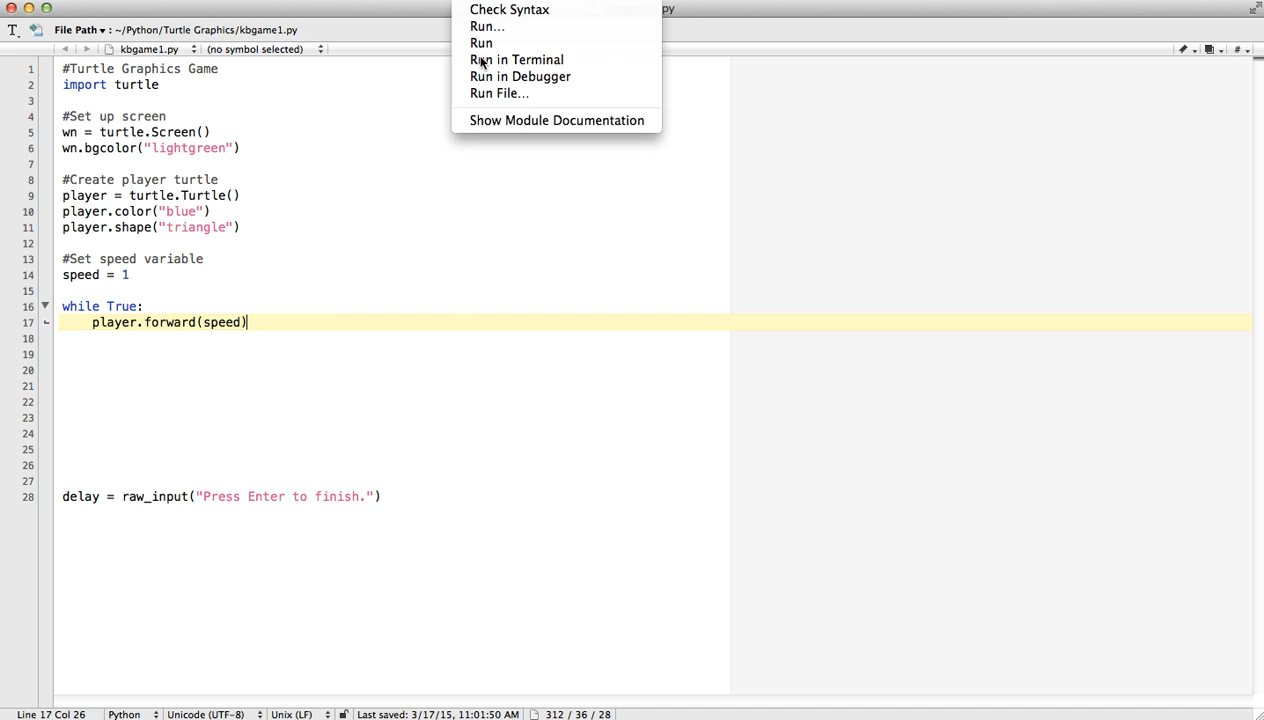 py
Check Syntax
Run...
Run
Run in Terminal
Run in Debugger
Run File...
Show Module Documentation
File Path ▾ : ~/Python/Turtle Graphics/kbgame1.py
kbgame1.py (no symbol selected) #
1 #Turtle Graphics Game
2 import turtle
3
4 #Set up screen
5 wn = turtle.Screen()
6 wn.bgcolor("lightgreen")
7
8 #Create player turtle
9 player = turtle.Turtle()
10 player.color("blue")
11 player.shape("triangle")
12
13 #Set speed variable
14 speed = 1
15
16 while True:
17 player.forward(speed)
18
19
20
21
22
23
24
25
26
27
28 delay = raw_input("Press Enter to finish.")
Line 17 Col 26 Python Unicode (UTF-8) Unix (LF) Last saved: 3/17/15, 11:01:50 AM 312 / 36 / 28